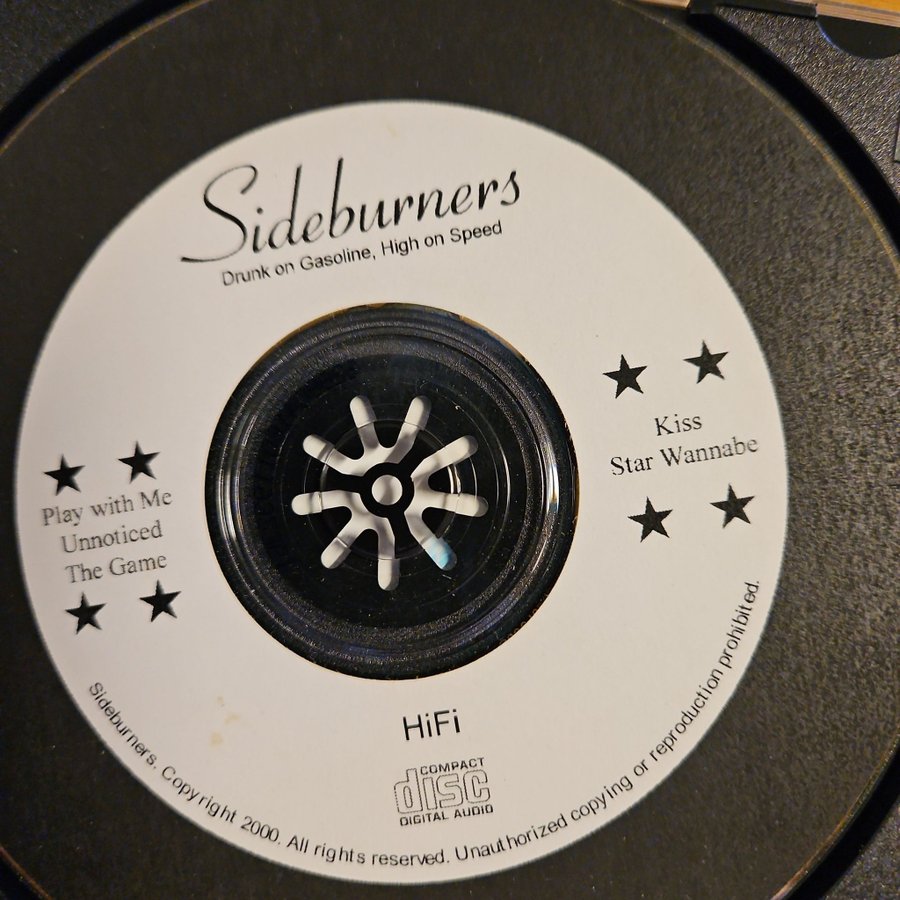 Sideburners
Drunk on Gasoline, High on Speed
Play with Me
Unnoticed
The Game
Kiss
Star Wannabe
HiFi
COMPACT
disc
DIGITAL AUDIO
Sideburners. Copyright 2000. All rights reserved. Unauthorized copying or reproduction prohibited.